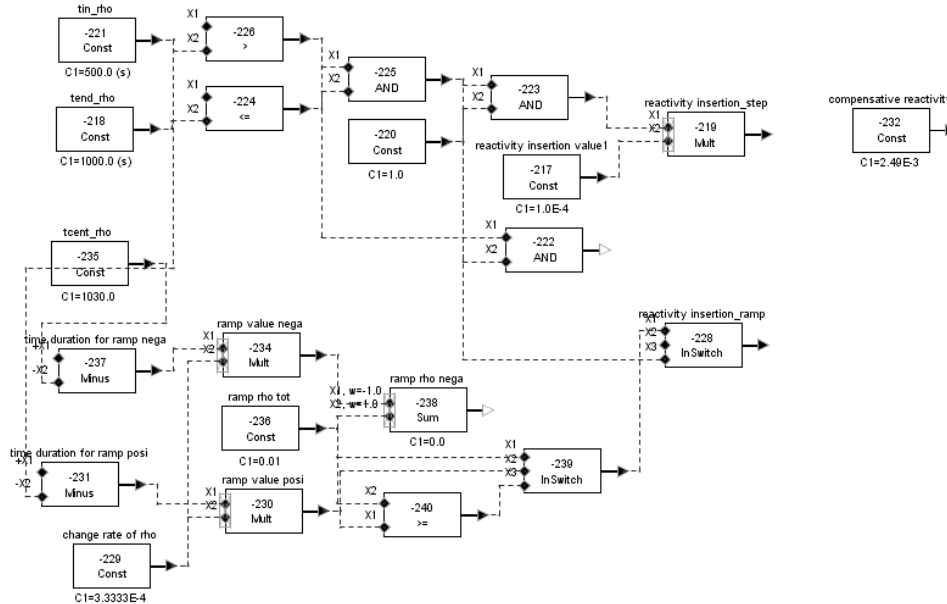 tin_rho
-221
Const
C1=500.0 (s)
X1
X2
-226
>
tend_rho
-218
Const
C1=1000.0 (s)
X1
X2
-224
<=
X1
X2
-225
AND
-220
Const
C1=1.0
X1
X2
-223
AND
reactivity insertion value1
-217
Const
C1=1.0E-4
reactivity insertion_step
X1
X2
-219
Mult
compensative reactivity
-232
Const
C1=2.49E-3
X1
X2
-222
AND
tcent_rho
-235
Const
C1=1030.0
time duration for ramp nega
+X1
-X2
-237
Minus
ramp value nega
X1
X2
-234
Mult
ramp rho tot
-236
Const
C1=0.01
ramp rho nega
X1, w=-1.0
X2, w=1.0
-238
Sum
C1=0.0
reactivity insertion_ramp
X1
X2
X3
-228
InSwitch
time duration for ramp posi
+X1
-X2
-231
Minus
ramp value posi
X1
X2
-230
Mult
X2
X1
-240
>=
X1
X2
X3
-239
InSwitch
change rate of rho
-229
Const
C1=3.3333E-4